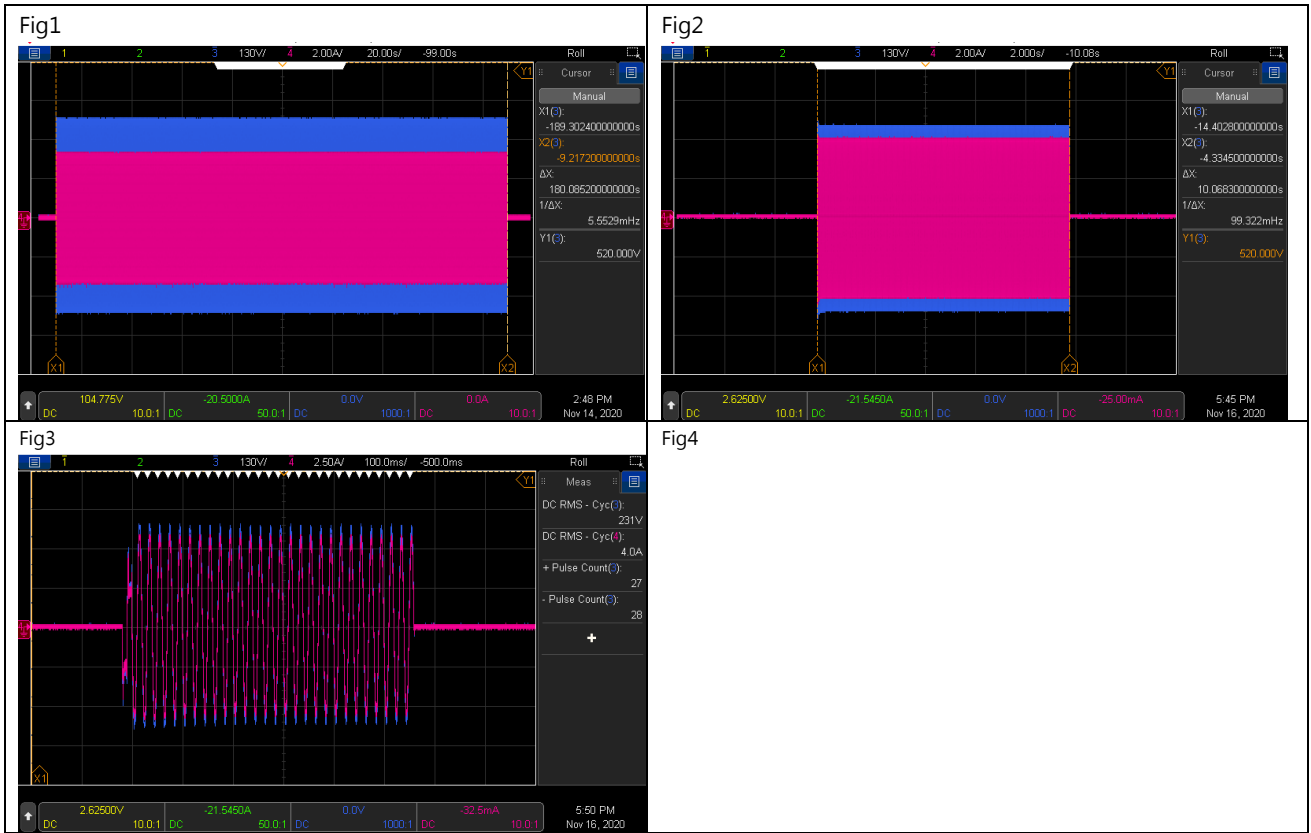 Fig1
1 2 3 130V/ 4 2.00A/ 20.00s/ -99.00s Roll
Y1
Cursor
Manual
X1(3):
-189.302400000000s
X2(3):
-9.217200000000s
ΔX:
180.085200000000s
1/ΔX:
5.5529mHz
Y1(3):
520.000V
4
X1 X2
104.775V -20.5000A 0.0V 0.0A
DC 10.0:1 DC 50.0:1 DC 1000:1 DC 10.0:1
2:48 PM
Nov 14, 2020
Fig2
1 2 3 130V/ 4 2.00A/ 2.000s/ -10.08s Roll
Y1
Cursor
Manual
X1(3):
-14.402800000000s
X2(3):
-4.334500000000s
ΔX:
10.068300000000s
1/ΔX:
99.322mHz
Y1(3):
520.000V
4
X1 X2
2.62500V -21.5450A 0.0V -25.00mA
DC 10.0:1 DC 50.0:1 DC 1000:1 DC 10.0:1
5:45 PM
Nov 16, 2020
Fig3
1 2 3 130V/ 4 2.50A/ 100.0ms/ -500.0ms Roll
Y1
Meas
DC RMS - Cyc(3):
231V
DC RMS - Cyc(4):
4.0A
+ Pulse Count(3):
27
- Pulse Count(3):
28
+
4
X1
2.62500V -21.5450A 0.0V -32.5mA
DC 10.0:1 DC 50.0:1 DC 1000:1 DC 10.0:1
5:50 PM
Nov 16, 2020
Fig4